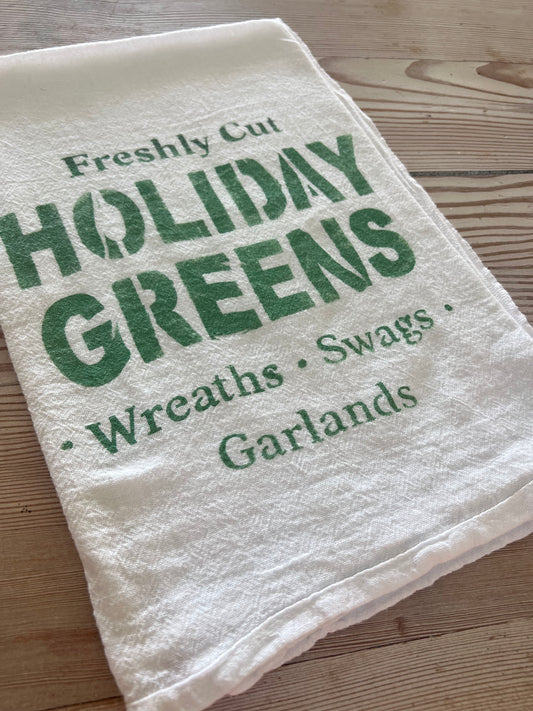 Freshly Cut
HOLIDAY
GREENS
• Wreaths • Swags •
Garlands